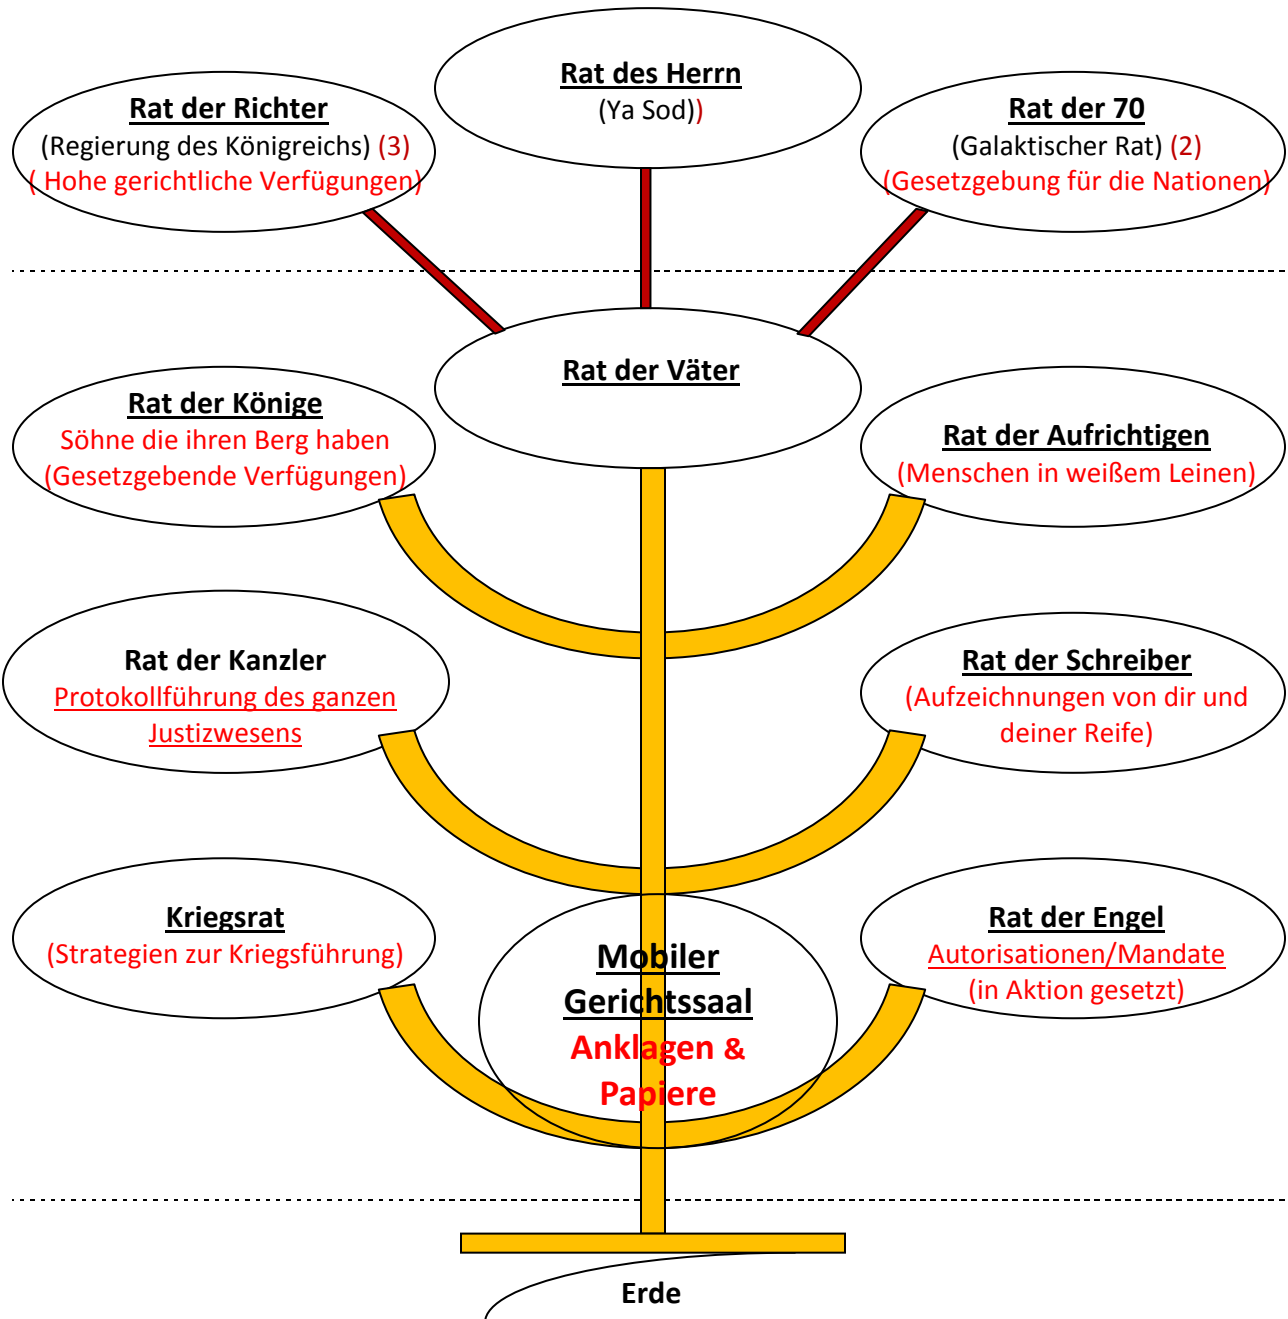 Rat des Herrn
(Ya Sod))
Rat der Richter
(Regierung des Königreichs) (3)
( Hohe gerichtliche Verfügungen)
Rat der 70
(Galaktischer Rat) (2)
(Gesetzgebung für die Nationen)
Rat der Väter
Rat der Könige
Söhne die ihren Berg haben
(Gesetzgebende Verfügungen)
Rat der Aufrichtigen
(Menschen in weißem Leinen)
Rat der Kanzler
Protokollführung des ganzen
Justizwesens
Rat der Schreiber
(Aufzeichnungen von dir und
deiner Reife)
Kriegsrat
(Strategien zur Kriegsführung)
Mobiler
Gerichtssaal
Anklagen &
Papiere
Rat der Engel
Autorisationen/Mandate
(in Aktion gesetzt)
Erde